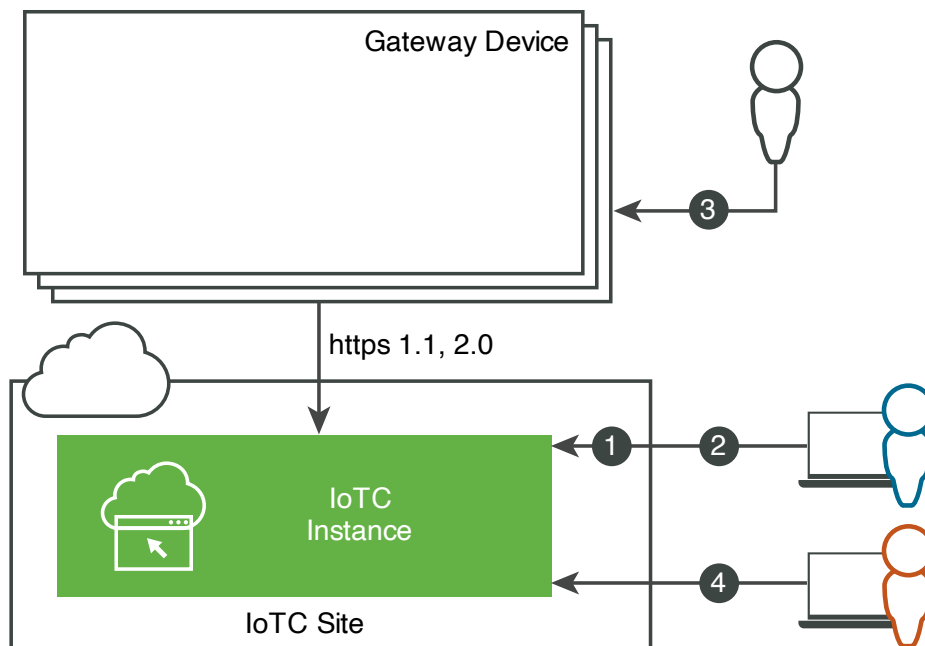 Gateway Device
3
https 1.1, 2.0
1
2
IoTC
Instance
4
IoTC Site